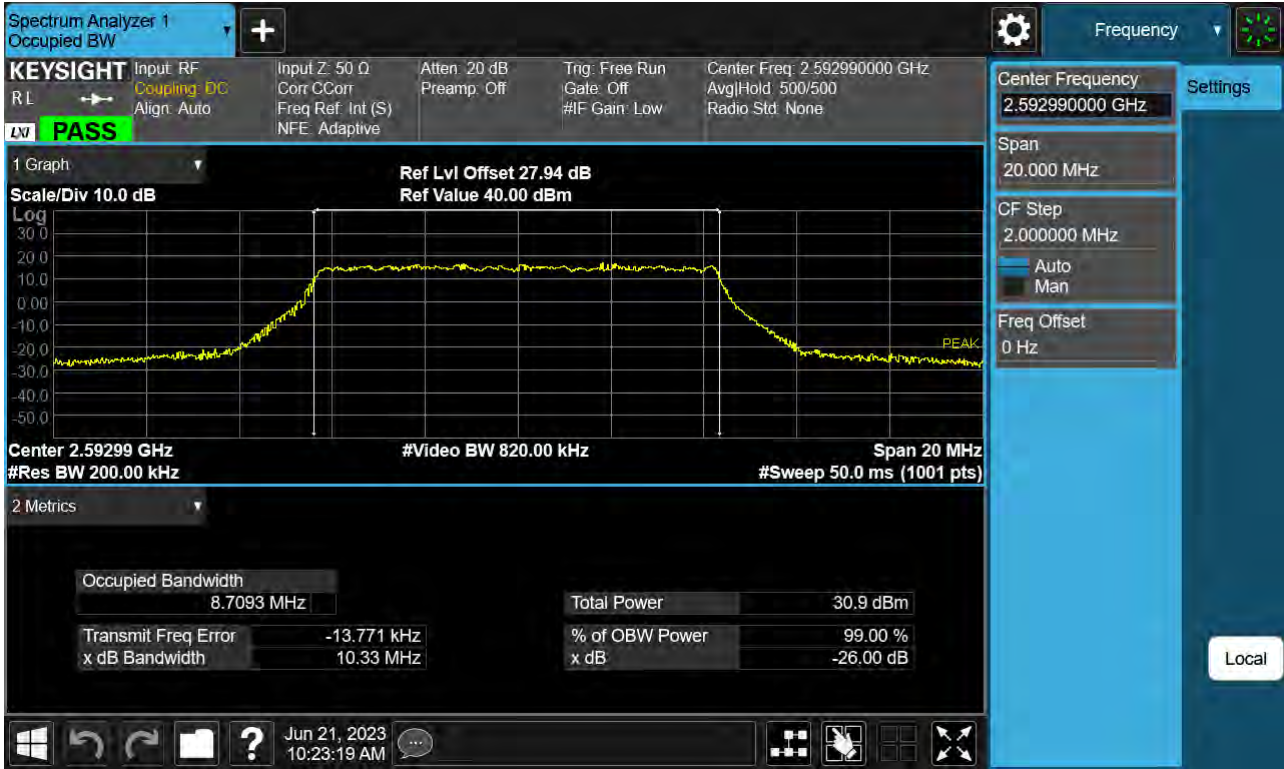 Spectrum Analyzer 1
Occupied BW
+
Frequency
KEYSIGHT
RL
LXI
PASS
Input: RF
Coupling: DC
Align: Auto
Input Z: 50 Ω
Corr CCorr
Freq Ref: Int (S)
NFE: Adaptive
Atten: 20 dB
Preamp: Off
Trig: Free Run
Gate: Off
#IF Gain: Low
Center Freq: 2.592990000 GHz
Avg|Hold: 500/500
Radio Std: None
1 Graph
Scale/Div 10.0 dB
Ref Lvl Offset 27.94 dB
Ref Value 40.00 dBm
Log
30.0
20.0
10.0
0.00
-10.0
-20.0
-30.0
-40.0
-50.0
PEAK
Center 2.59299 GHz
#Video BW 820.00 kHz
Span 20 MHz
#Res BW 200.00 kHz
#Sweep 50.0 ms (1001 pts)
2 Metrics
Occupied Bandwidth
8.7093 MHz
Total Power 30.9 dBm
Transmit Freq Error -13.771 kHz
% of OBW Power 99.00 %
x dB Bandwidth 10.33 MHz
x dB -26.00 dB
Center Frequency
2.592990000 GHz
Span
20.000 MHz
CF Step
2.000000 MHz
Auto
Man
Freq Offset
0 Hz
Settings
Local
?
Jun 21, 2023
10:23:19 AM